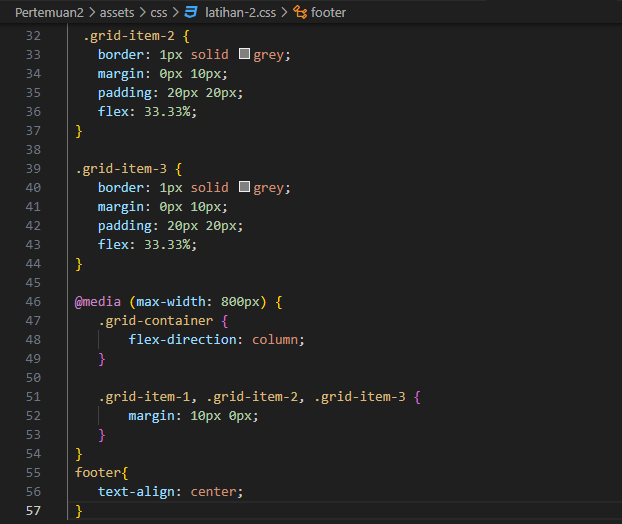 Pertemuan2 > assets > css > latihan-2.css > footer
32 .grid-item-2 {
33 border: 1px solid grey;
34 margin: 0px 10px;
35 padding: 20px 20px;
36 flex: 33.33%;
37 }
38
39 .grid-item-3 {
40 border: 1px solid grey;
41 margin: 0px 10px;
42 padding: 20px 20px;
43 flex: 33.33%;
44 }
45
46 @media (max-width: 800px) {
47 .grid-container {
48 flex-direction: column;
49 }
50
51 .grid-item-1, .grid-item-2, .grid-item-3 {
52 margin: 10px 0px;
53 }
54 }
55 footer{
56 text-align: center;
57 }